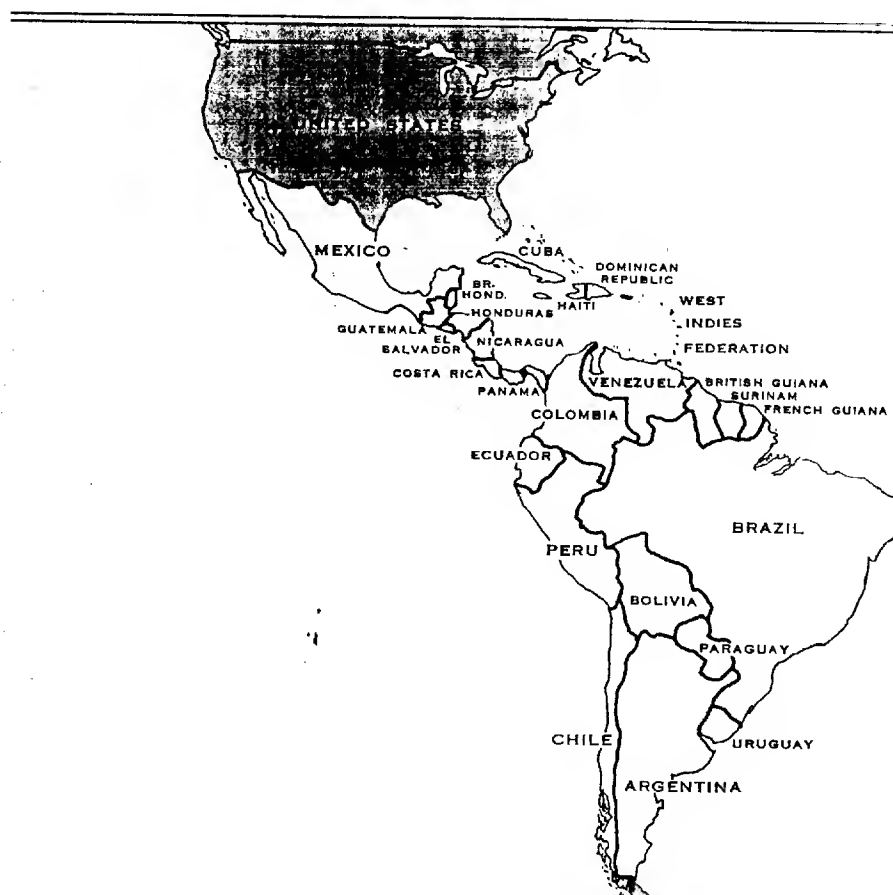 UNITED STATES
MEXICO
CUBA
DOMINICAN
REPUBLIC
BR.
HOND.
HAITI
WEST
INDIES
FEDERATION
HONDURAS
GUATEMALA
EL
SALVADOR
NICARAGUA
COSTA RICA
PANAMA
VENEZUELA
BRITISH GUIANA
SURINAM
FRENCH GUIANA
COLOMBIA
ECUADOR
BRAZIL
PERU
BOLIVIA
PARAGUAY
CHILE
URUGUAY
ARGENTINA